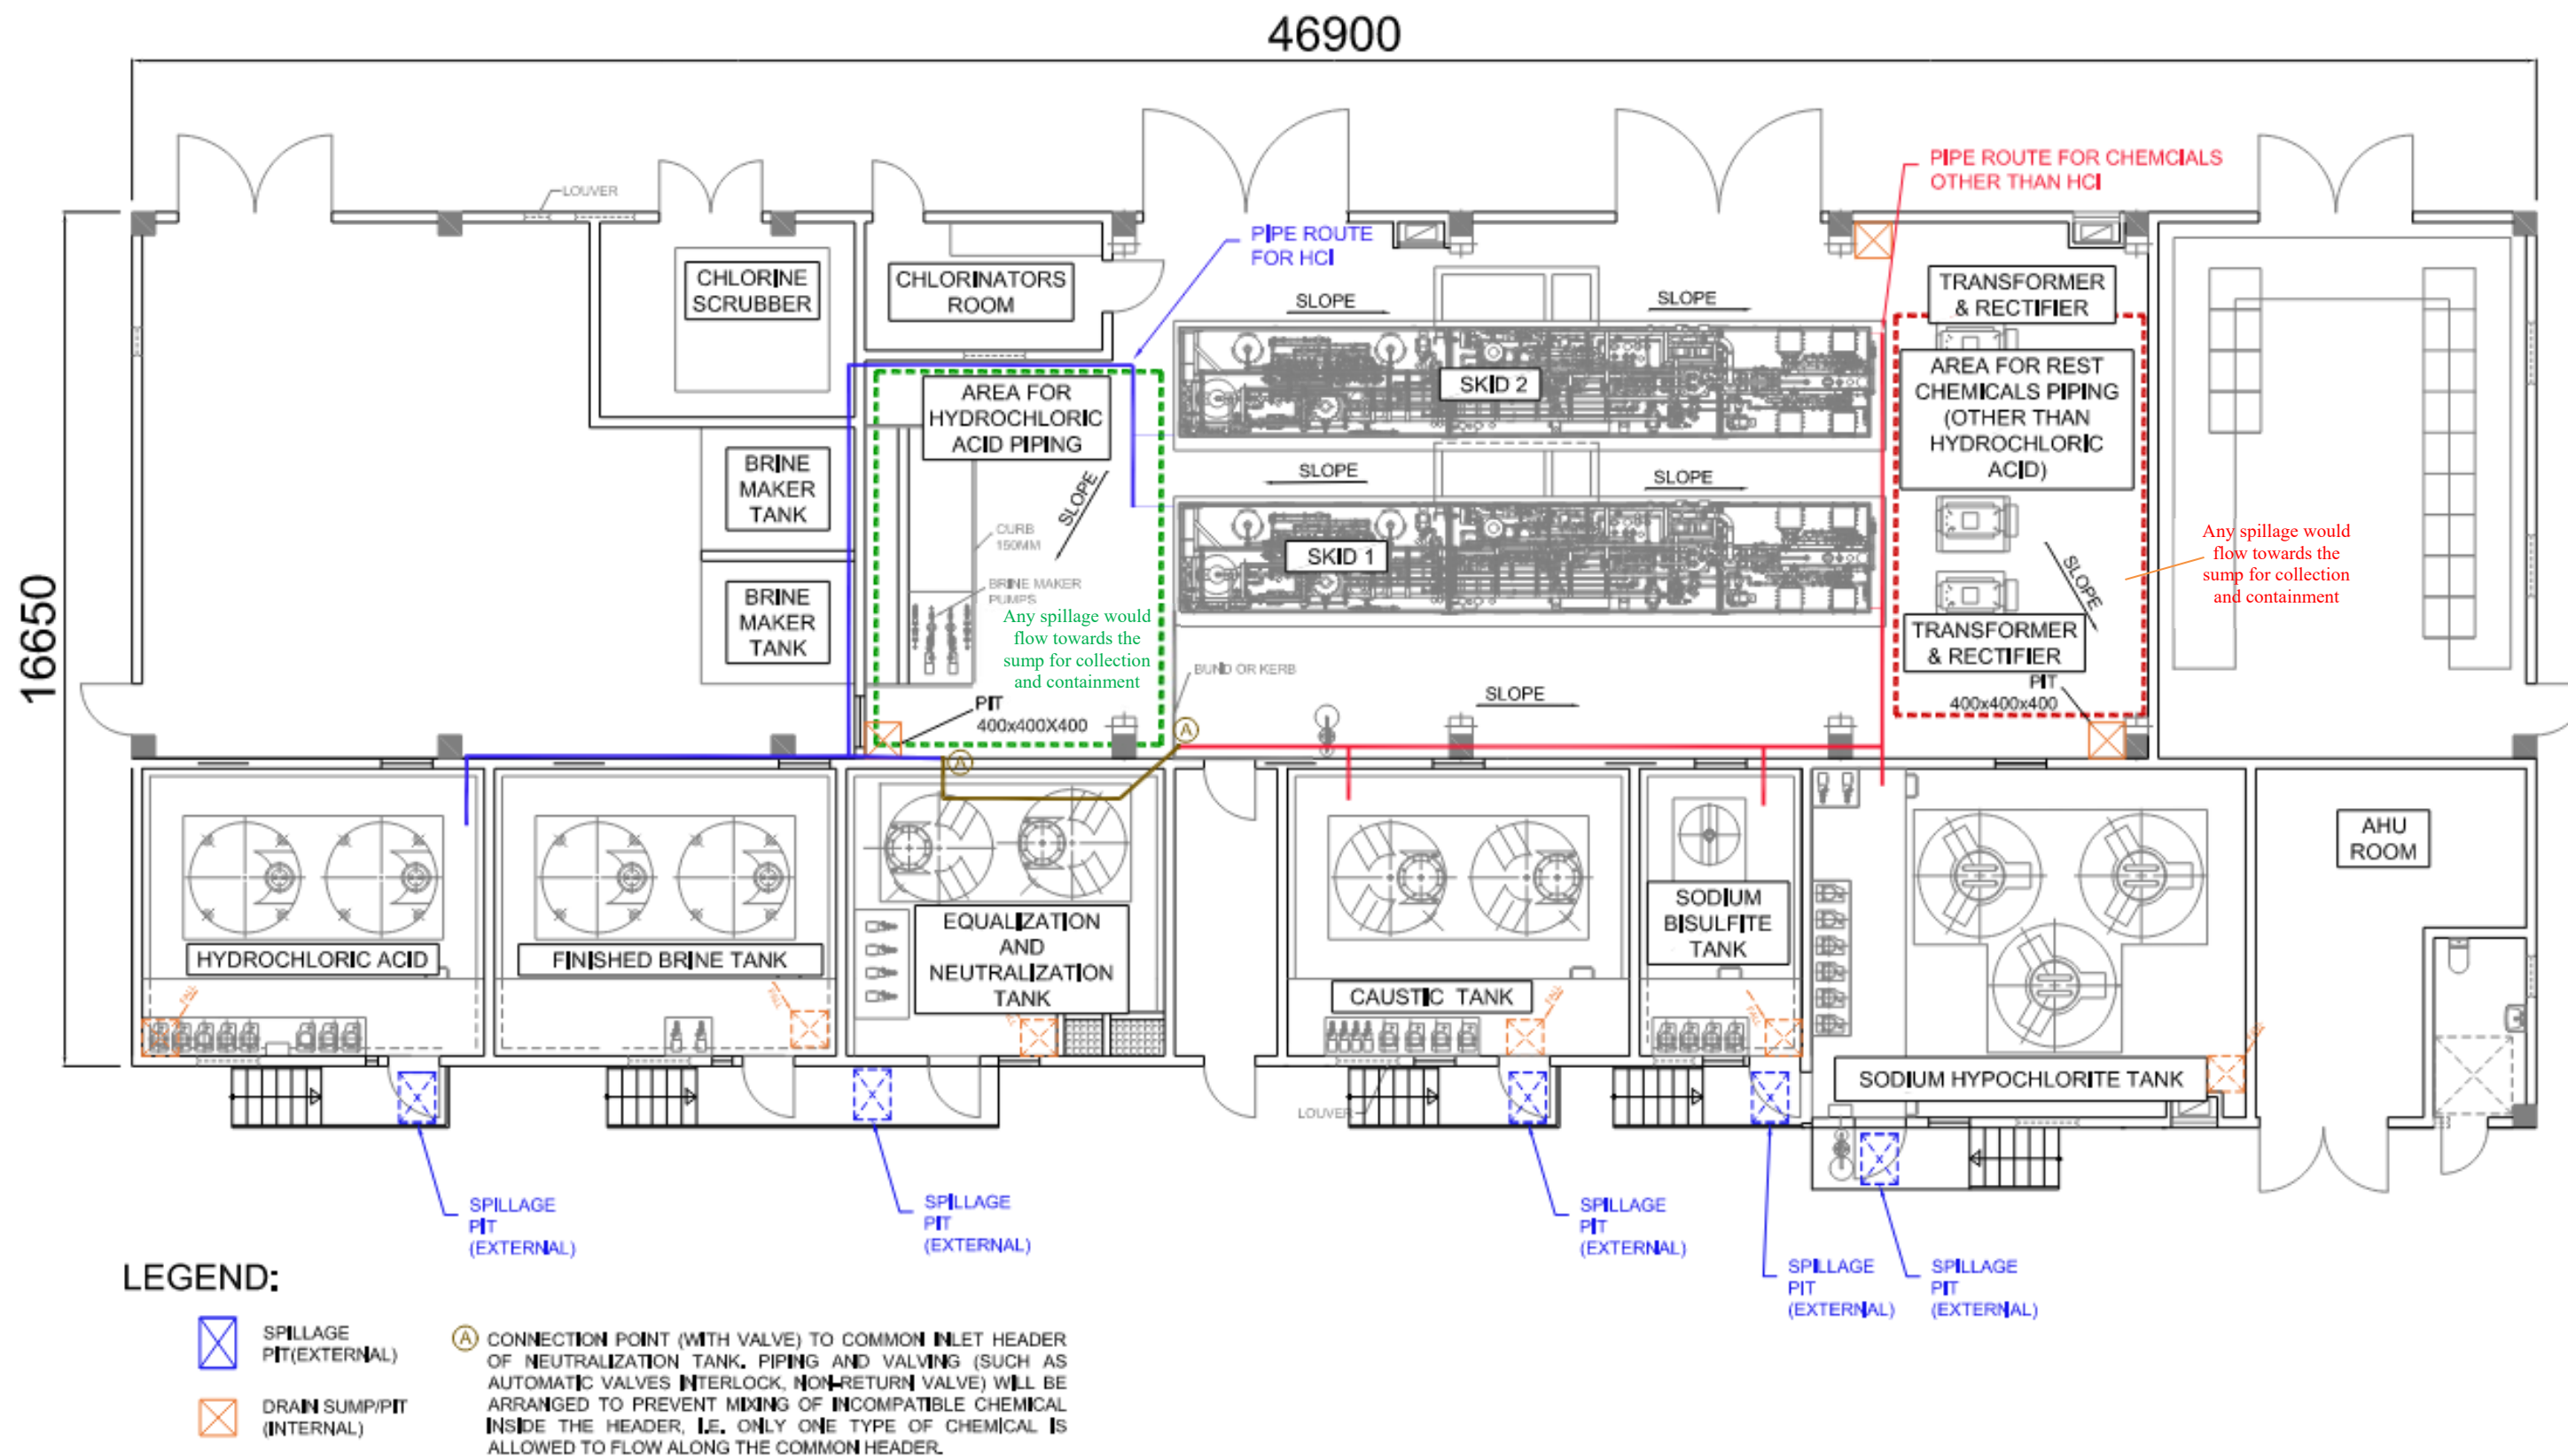 46900
16650
LOUVER
PIPE ROUTE FOR CHEMCIALS
OTHER THAN HCl
PIPE ROUTE
FOR HCl
CHLORINE
SCRUBBER
CHLORINATORS
ROOM
SLOPE
SLOPE
TRANSFORMER
& RECTIFIER
AREA FOR
HYDROCHLORIC
ACID PIPING
SKID 2
AREA FOR REST
CHEMICALS PIPING
(OTHER THAN
HYDROCHLORIC
ACID)
BRINE
MAKER
TANK
SLOPE
SLOPE
SLOPE
CURB
150MM
SKID 1
Any spillage would
flow towards the
sump for collection
and containment
SLOPE
BRINE MAKER
PUMPS
BRINE
MAKER
TANK
Any spillage would
flow towards the
sump for collection
and containment
TRANSFORMER
& RECTIFIER
BUND OR KERB
SLOPE
PIT
400x400X400
PIT
400x400x400
A
A
HYDROCHLORIC ACID
FINISHED BRINE TANK
EQUALIZATION
AND
NEUTRALIZATION
TANK
CAUSTIC TANK
SODIUM
BISULFITE
TANK
SODIUM HYPOCHLORITE TANK
AHU
ROOM
FALL
FALL
FALL
FALL
LOUVER
SPILLAGE
PIT
(EXTERNAL)
SPILLAGE
PIT
(EXTERNAL)
SPILLAGE
PIT
(EXTERNAL)
SPILLAGE
PIT
(EXTERNAL)
SPILLAGE
PIT
(EXTERNAL)
LEGEND:
SPILLAGE
PIT(EXTERNAL)
DRAIN SUMP/PIT
(INTERNAL)
A CONNECTION POINT (WITH VALVE) TO COMMON INLET HEADER
OF NEUTRALIZATION TANK. PIPING AND VALVING (SUCH AS
AUTOMATIC VALVES INTERLOCK, NON-RETURN VALVE) WILL BE
ARRANGED TO PREVENT MIXING OF INCOMPATIBLE CHEMICAL
INSIDE THE HEADER, I.E. ONLY ONE TYPE OF CHEMICAL IS
ALLOWED TO FLOW ALONG THE COMMON HEADER.